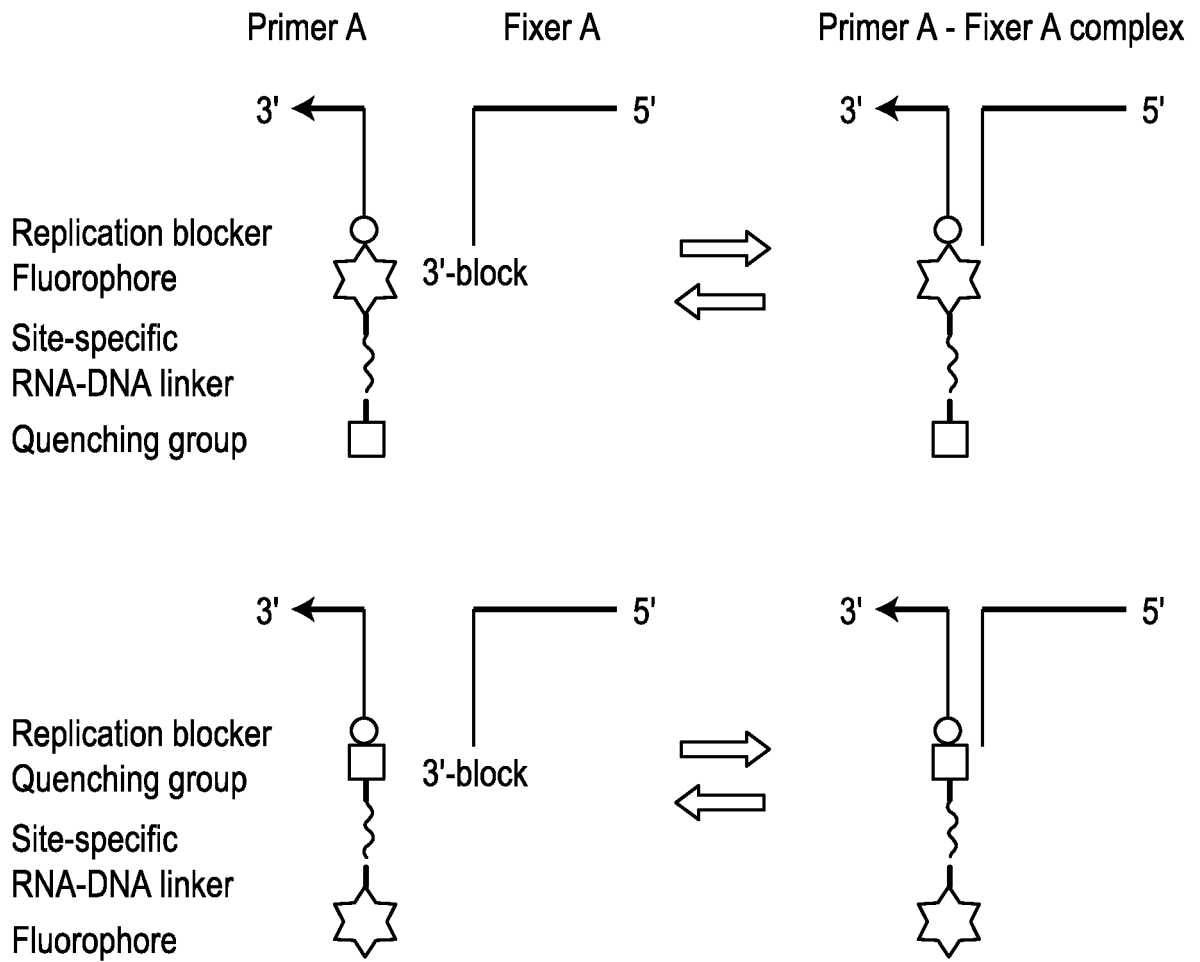 Primer A Fixer A Primer A - Fixer A complex
3' 5' 3' 5'
Replication blocker
Fluorophore 3'-block
Site-specific
RNA-DNA linker
Quenching group
3' 5' 3' 5'
Replication blocker
Quenching group 3'-block
Site-specific
RNA-DNA linker
Fluorophore